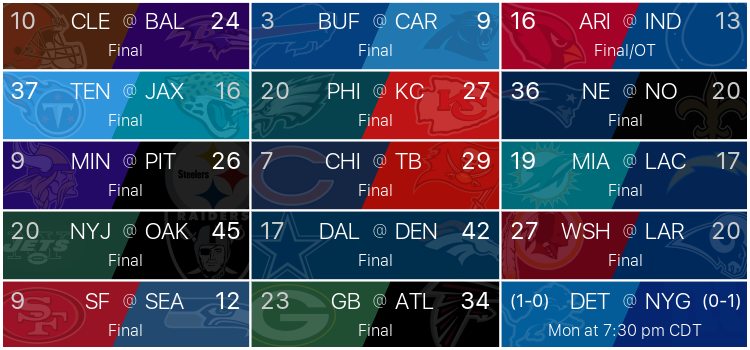 10 CLE @ BAL 24
Final
3 BUF @ CAR 9
Final
16 ARI @ IND 13
Final/OT
37 TEN @ JAX 16
Final
20 PHI @ KC 27
Final
36 NE @ NO 20
Final
9 MIN @ PIT 26
Final
Steelers
7 CHI @ TB 29
Final
19 MIA @ LAC 17
Final
20 NYJ @ OAK 45
Final
JETS
RAIDERS
17 DAL @ DEN 42
Final
27 WSH @ LAR 20
Final
9 SF @ SEA 12
Final
SF
23 GB @ ATL 34
Final
G
(1-0) DET @ NYG (0-1)
Mon at 7:30 pm CDT